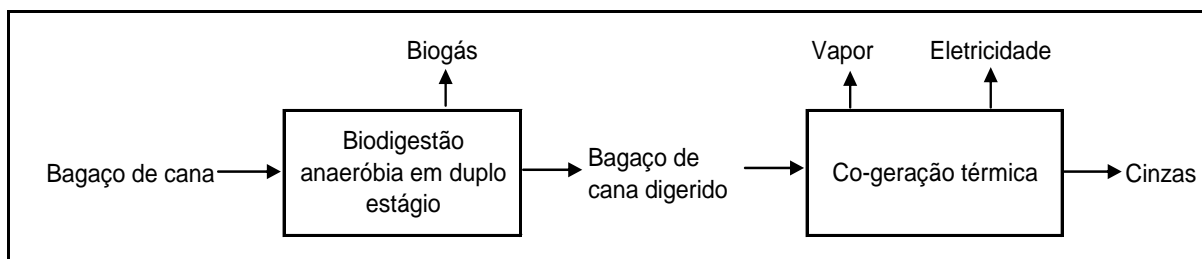 Biogás
Vapor
Eletricidade
Bagaço de cana
Biodigestão
anaeróbia em duplo
estágio
Bagaço de
cana digerido
Co-geração térmica
Cinzas